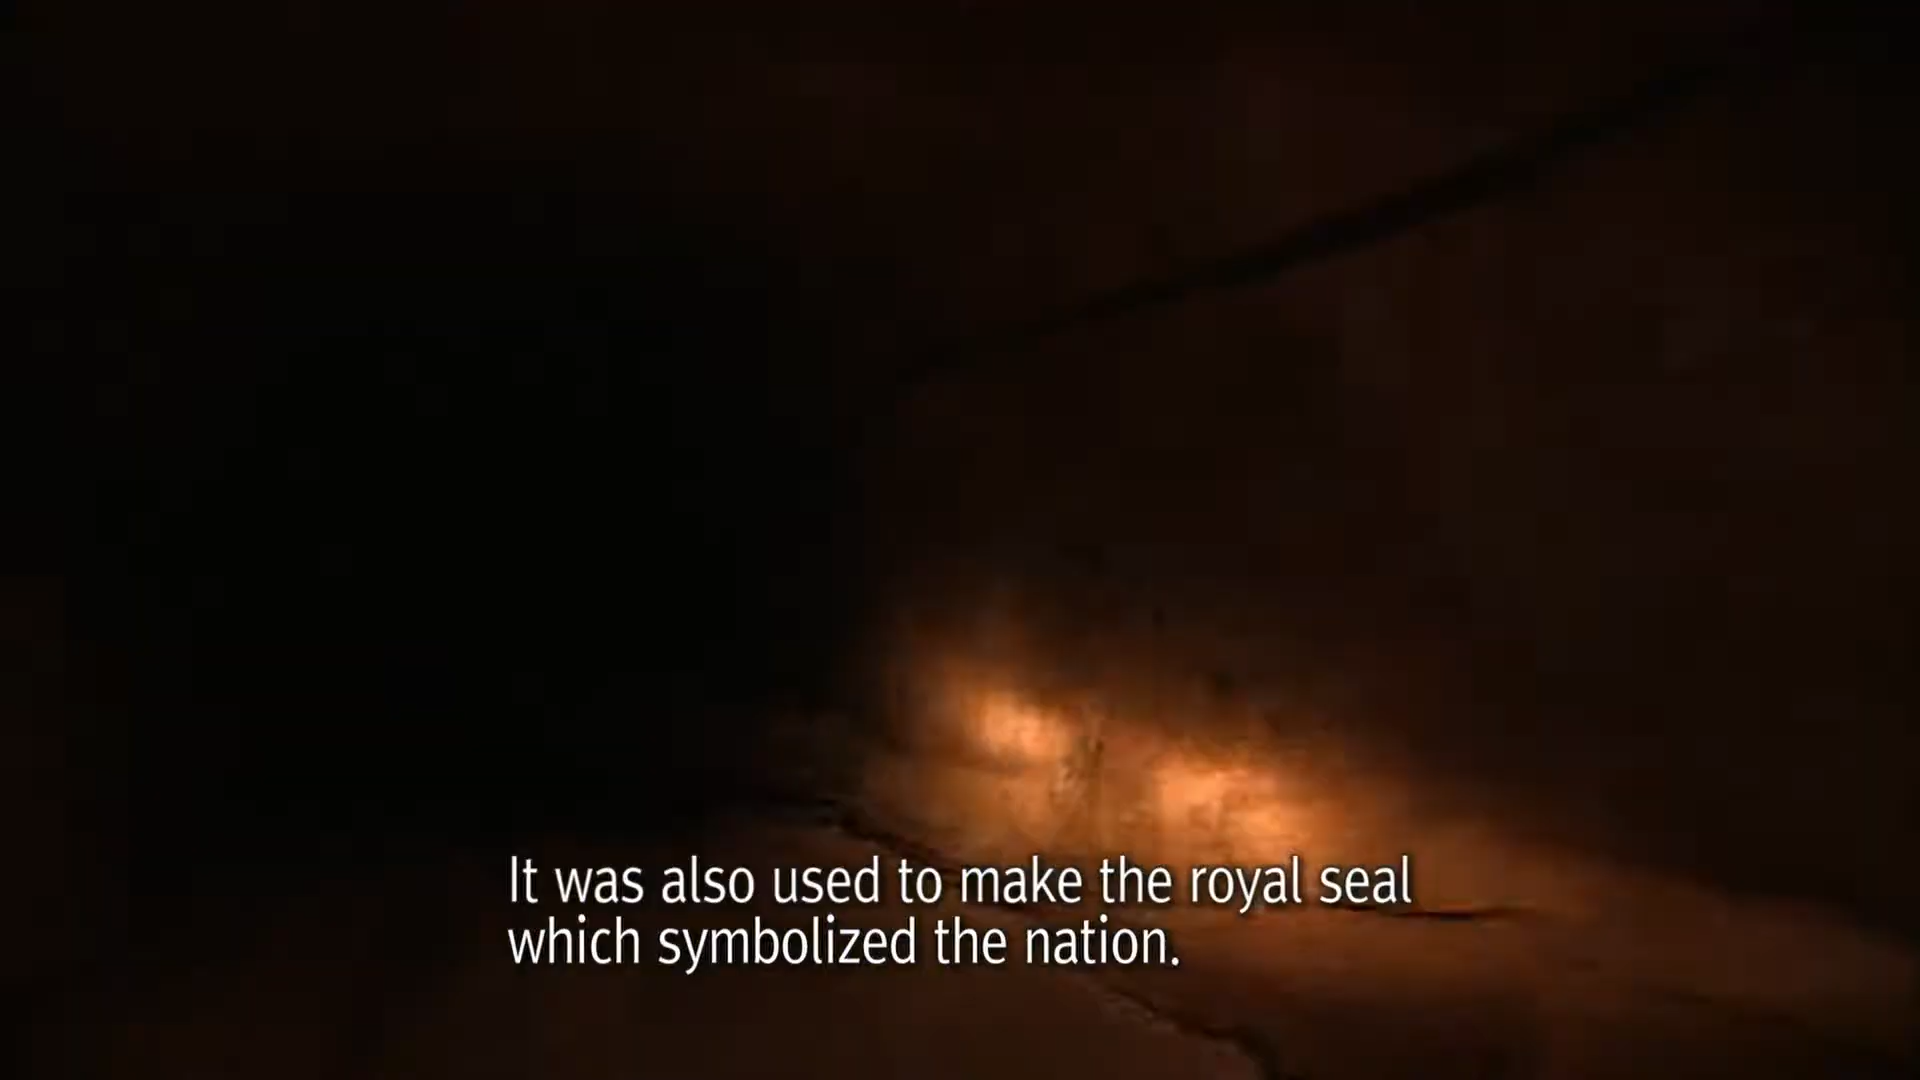 It was also used to make the royal seal
which symbolized the nation.